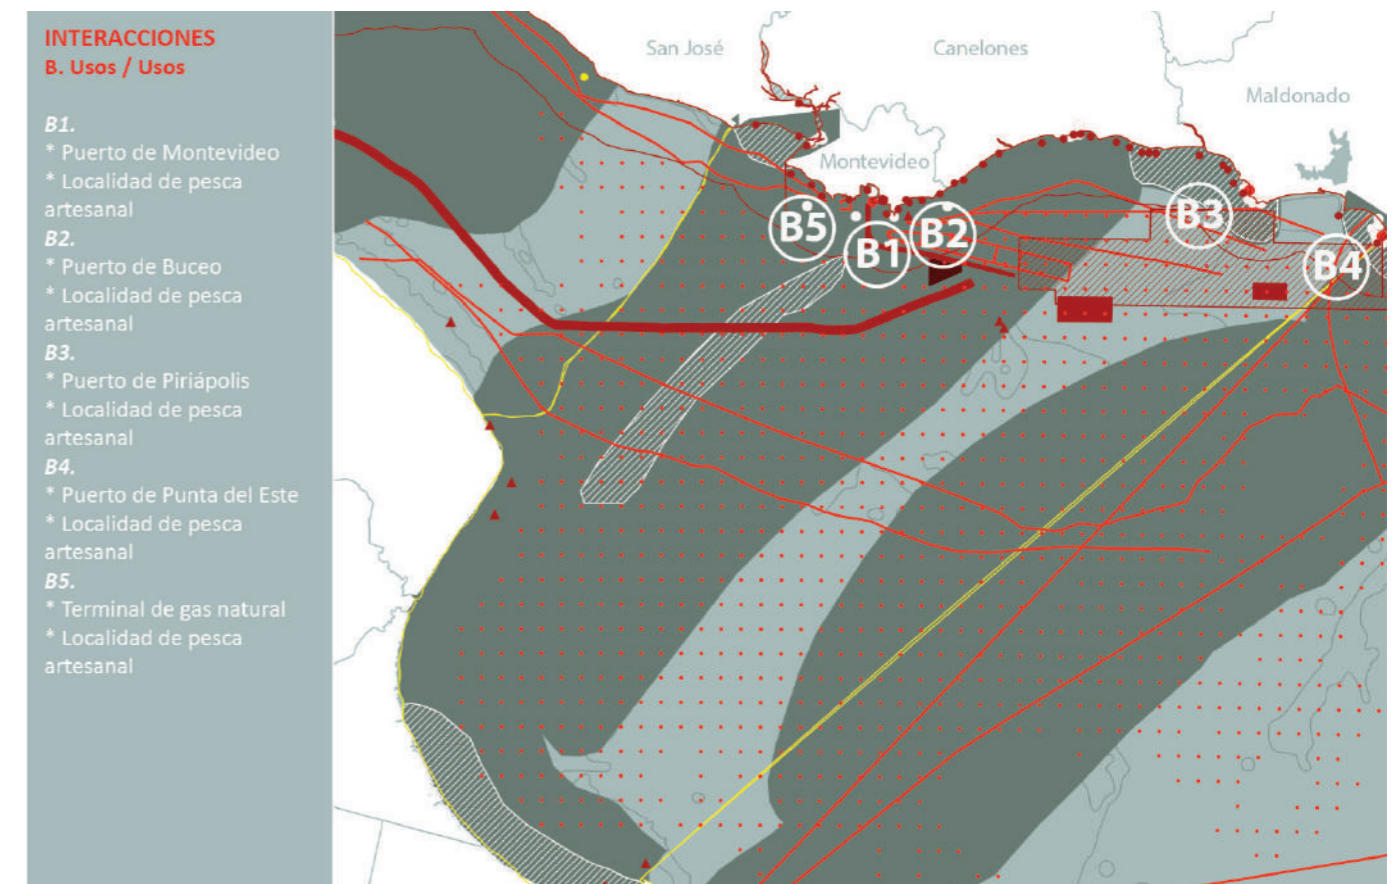 INTERACCIONES
B. Usos / Usos
B1.
* Puerto de Montevideo
* Localidad de pesca
artesanal
B2.
* Puerto de Buceo
* Localidad de pesca
artesanal
B3.
* Puerto de Piriápolis
* Localidad de pesca
artesanal
B4.
* Puerto de Punta del Este
* Localidad de pesca
artesanal
B5.
* Terminal de gas natural
* Localidad de pesca
artesanal
San José
Canelones
Maldonado
Montevideo
B5
B1
B2
B3
B4